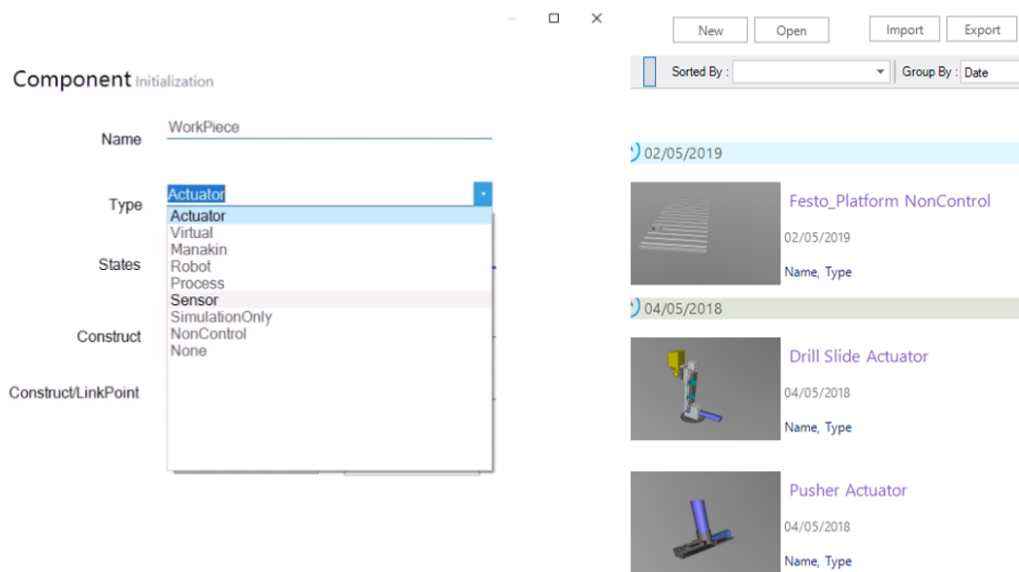 Component Initialization
Name
WorkPiece
Type
Actuator
Actuator
Virtual
Manakin
Robot
Process
Sensor
SimulationOnly
NonControl
None
States
Construct
Construct/LinkPoint
New Open Import Export
Sorted By : Group By : Date
02/05/2019
Festo_Platform NonControl
02/05/2019
Name, Type
04/05/2018
Drill Slide Actuator
04/05/2018
Name, Type
Pusher Actuator
04/05/2018
Name, Type